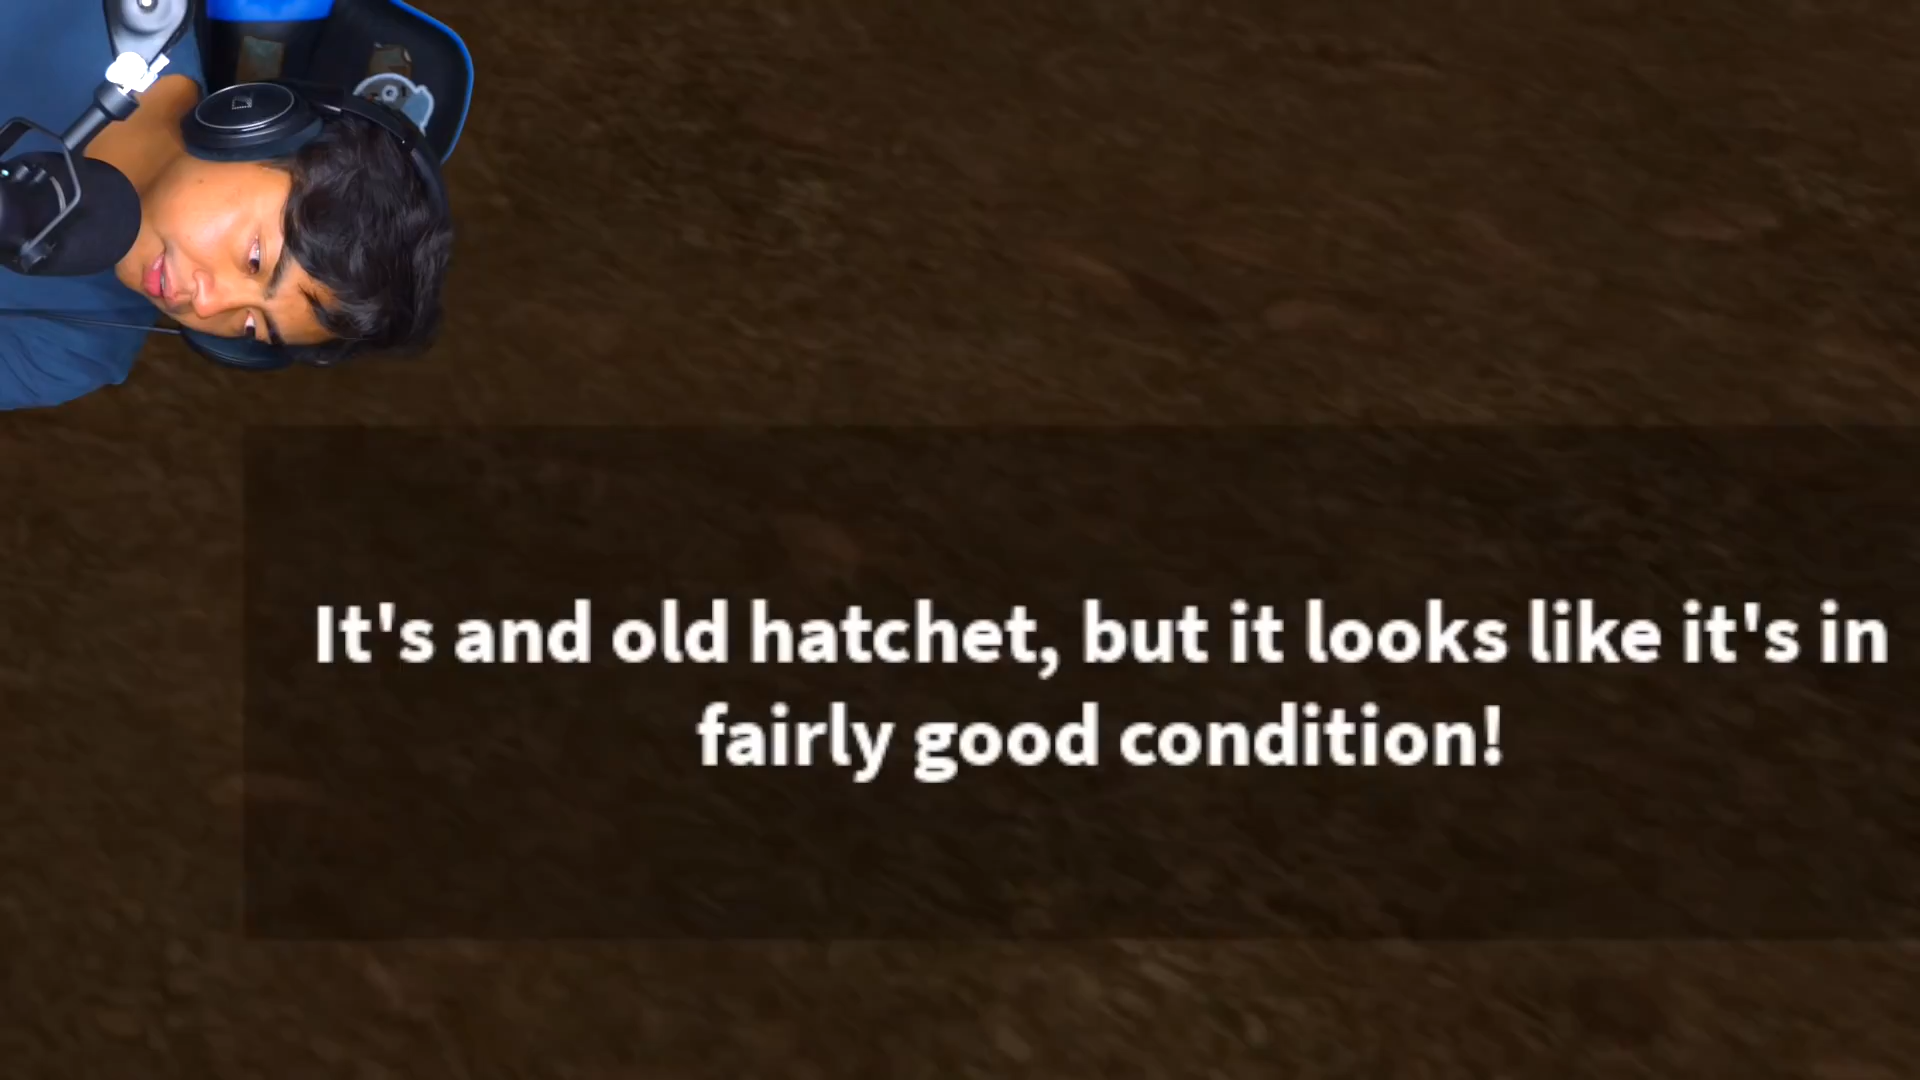 It's and old hatchet, but it looks like it's in
fairly good condition!